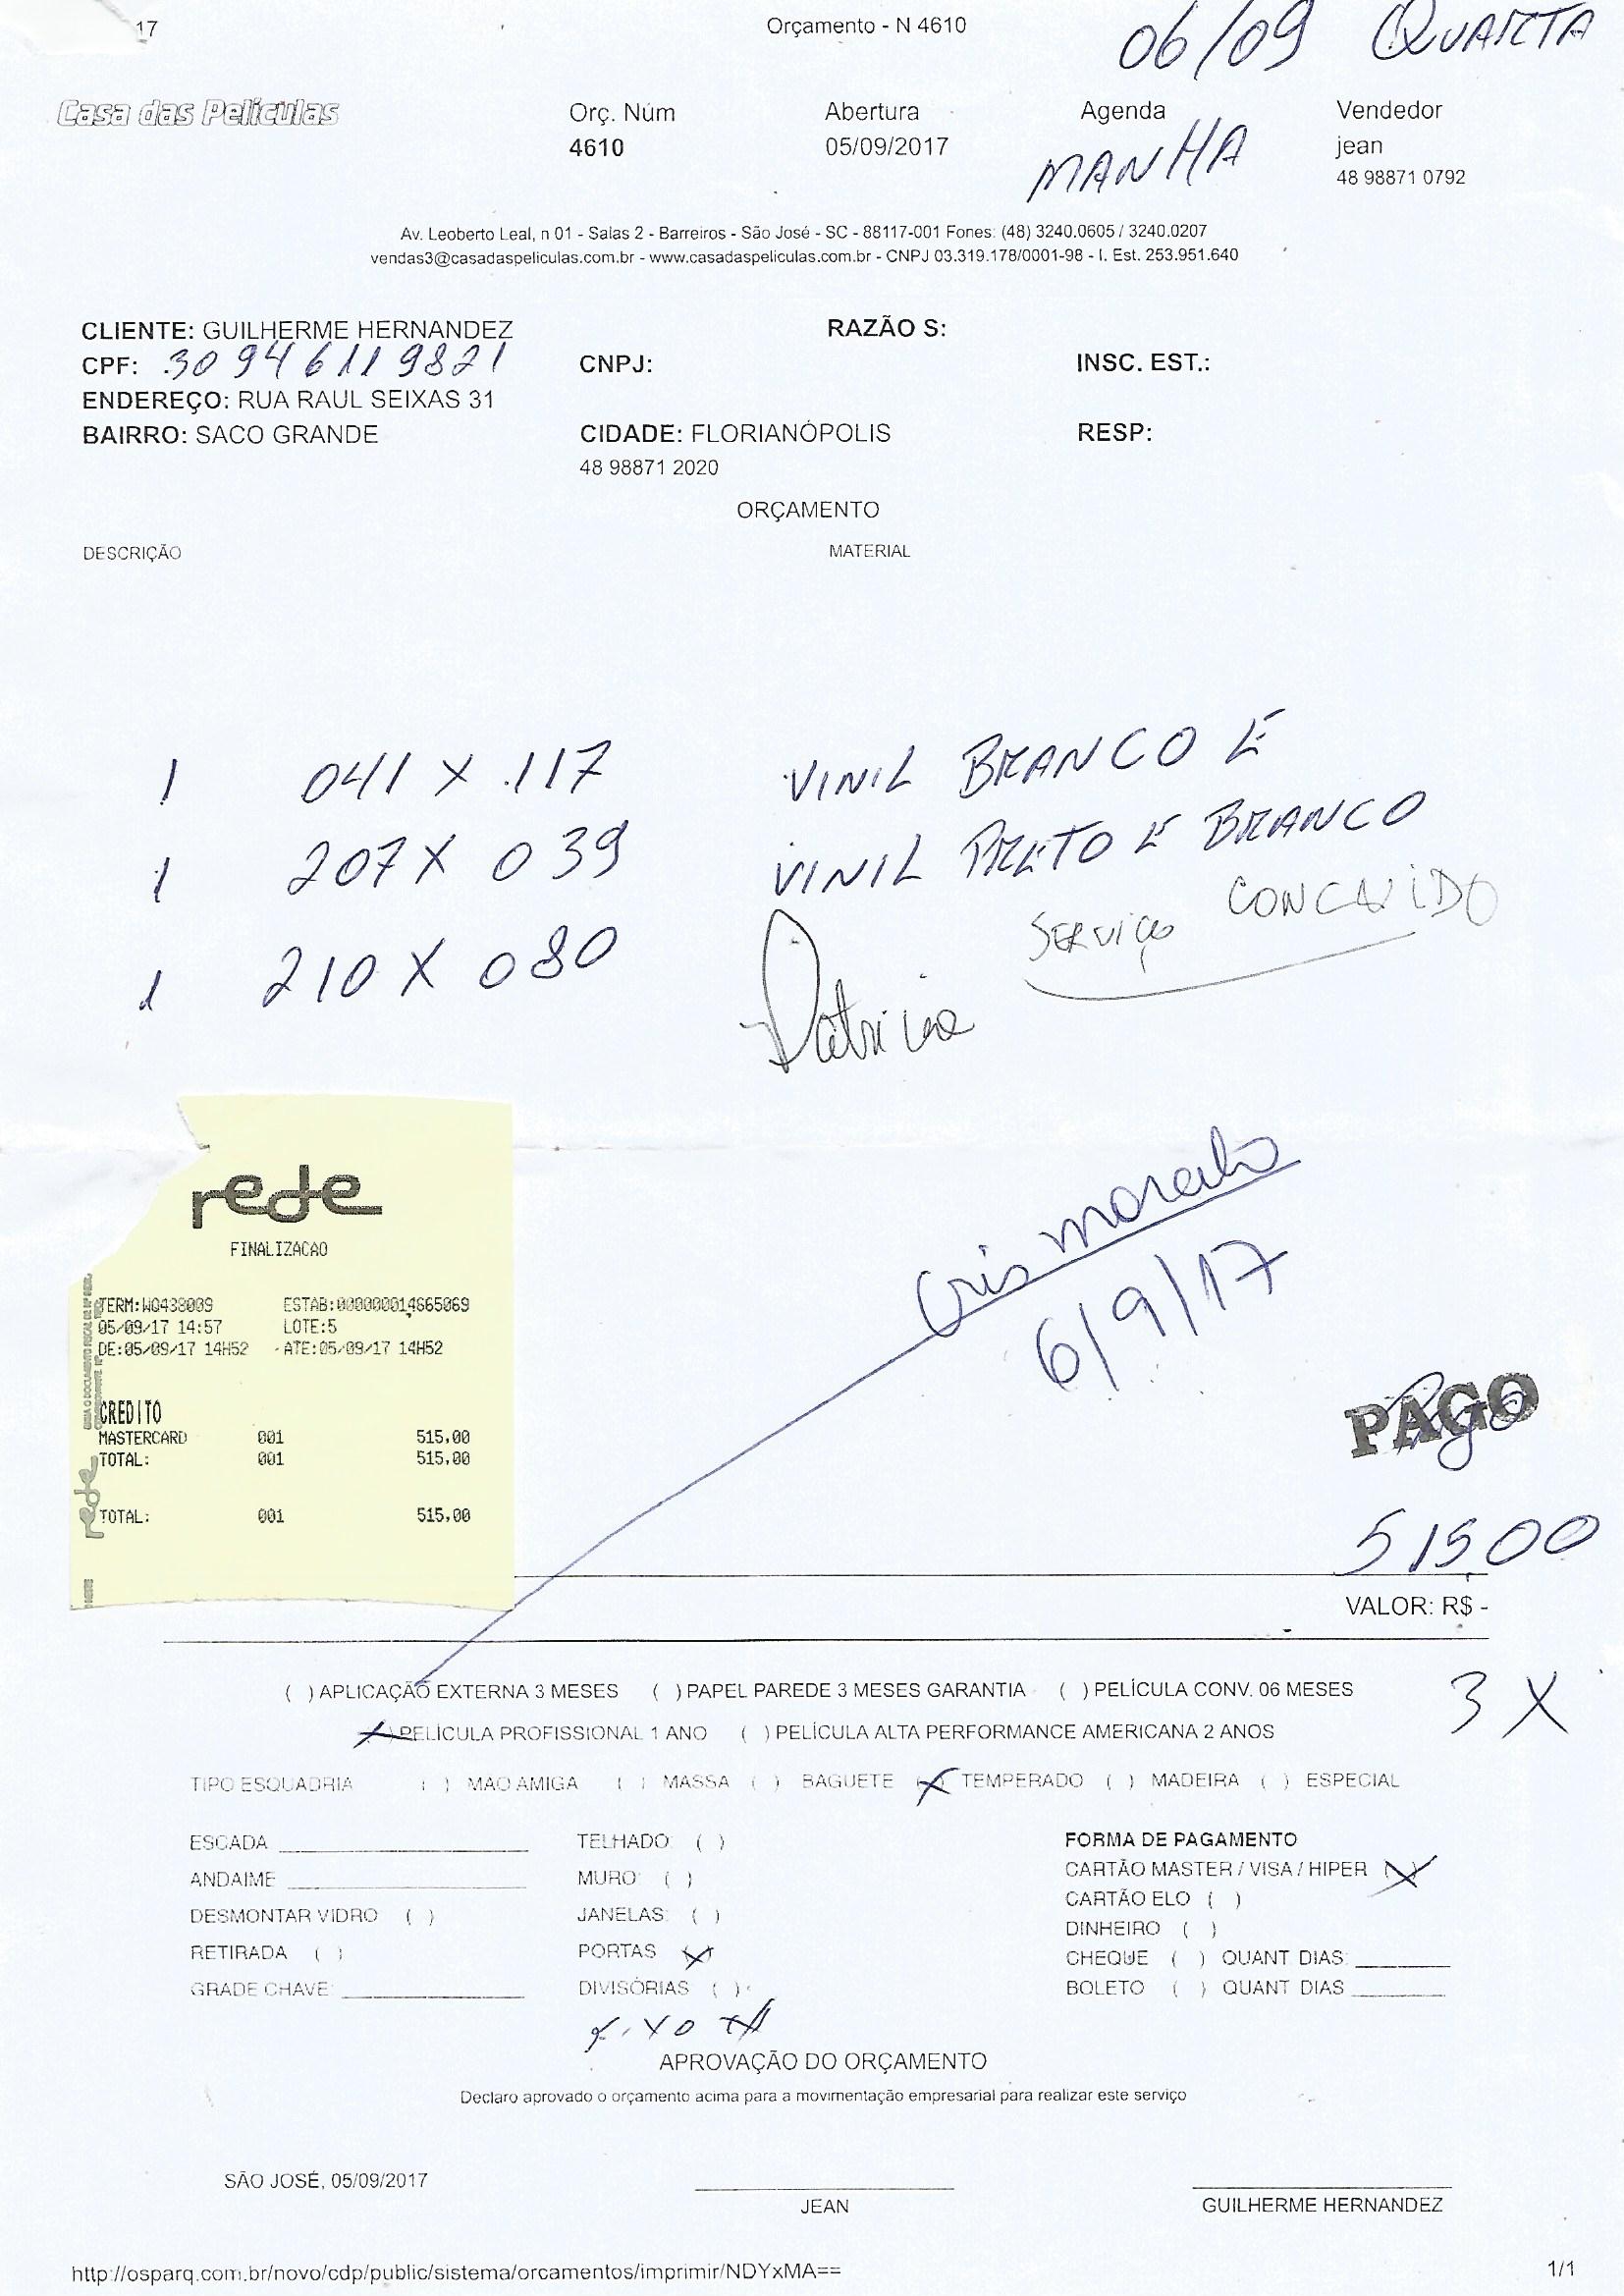 17 Orçamento - N 4610 06/09 QUARTA
Casa das Películas Orç. Núm Abertura Agenda Vendedor
4610 05/09/2017 MANHA jean
48 98871 0792
Av. Leoberto Leal, n 01 - Salas 2 - Barreiros - São José - SC - 88117-001 Fones: (48) 3240.0605 / 3240.0207
vendas3@casadaspeliculas.com.br - www.casadaspeliculas.com.br - CNPJ 03.319.178/0001-98 - I. Est. 253.951.640
CLIENTE: GUILHERME HERNANDEZ RAZÃO S:
CPF: 30946119821 CNPJ: INSC. EST.:
ENDEREÇO: RUA RAUL SEIXAS 31
BAIRRO: SACO GRANDE CIDADE: FLORIANÓPOLIS RESP:
48 98871 2020
ORÇAMENTO
DESCRIÇÃO MATERIAL
1 041 X .117 VINIL BRANCO E
1 207 X 039 VINIL PRETO E BRANCO
SERVIÇO
1 210 X 080
Patricia
rede
FINALIZACAO
TERM:WQ438009 ESTAB:000000014665069
05/09/17 14:57 LOTE:5
DE:05/09/17 14H52 -ATE:05/09/17 14H52
CREDITO
MASTERCARD 001 515,00
TOTAL: 001 515,00
TOTAL: 001 515,00
rede
Cris
6/9/17
PAGO
515,00
VALOR: R$ -
( ) APLICAÇÃO EXTERNA 3 MESES ( ) PAPEL PAREDE 3 MESES GARANTIA ( ) PELÍCULA CONV. 06 MESES
3 X
(X) PELÍCULA PROFISSIONAL 1 ANO ( ) PELÍCULA ALTA PERFORMANCE AMERICANA 2 ANOS
TIPO ESQUADRIA ( ) MAO AMIGA ( ) MASSA ( ) BAGUETE (X) TEMPERADO ( ) MADEIRA ( ) ESPECIAL
ESCADA TELHADO: ( ) FORMA DE PAGAMENTO
ANDAIME MURO: ( ) CARTÃO MASTER / VISA / HIPER (X)
DESMONTAR VIDRO ( ) JANELAS: ( ) CARTÃO ELO ( )
RETIRADA ( ) PORTAS (X) DINHEIRO ( )
GRADE CHAVE: DIVISÓRIAS ( ) CHEQUE ( ) QUANT DIAS:
BOLETO ( ) QUANT DIAS
APROVAÇÃO DO ORÇAMENTO
Declaro aprovado o orçamento acima para a movimentação empresarial para realizar este serviço
SÃO JOSÉ, 05/09/2017
JEAN GUILHERME HERNANDEZ
http://osparq.com.br/novo/cdp/public/sistema/orcamentos/imprimir/NDYxMA== 1/1